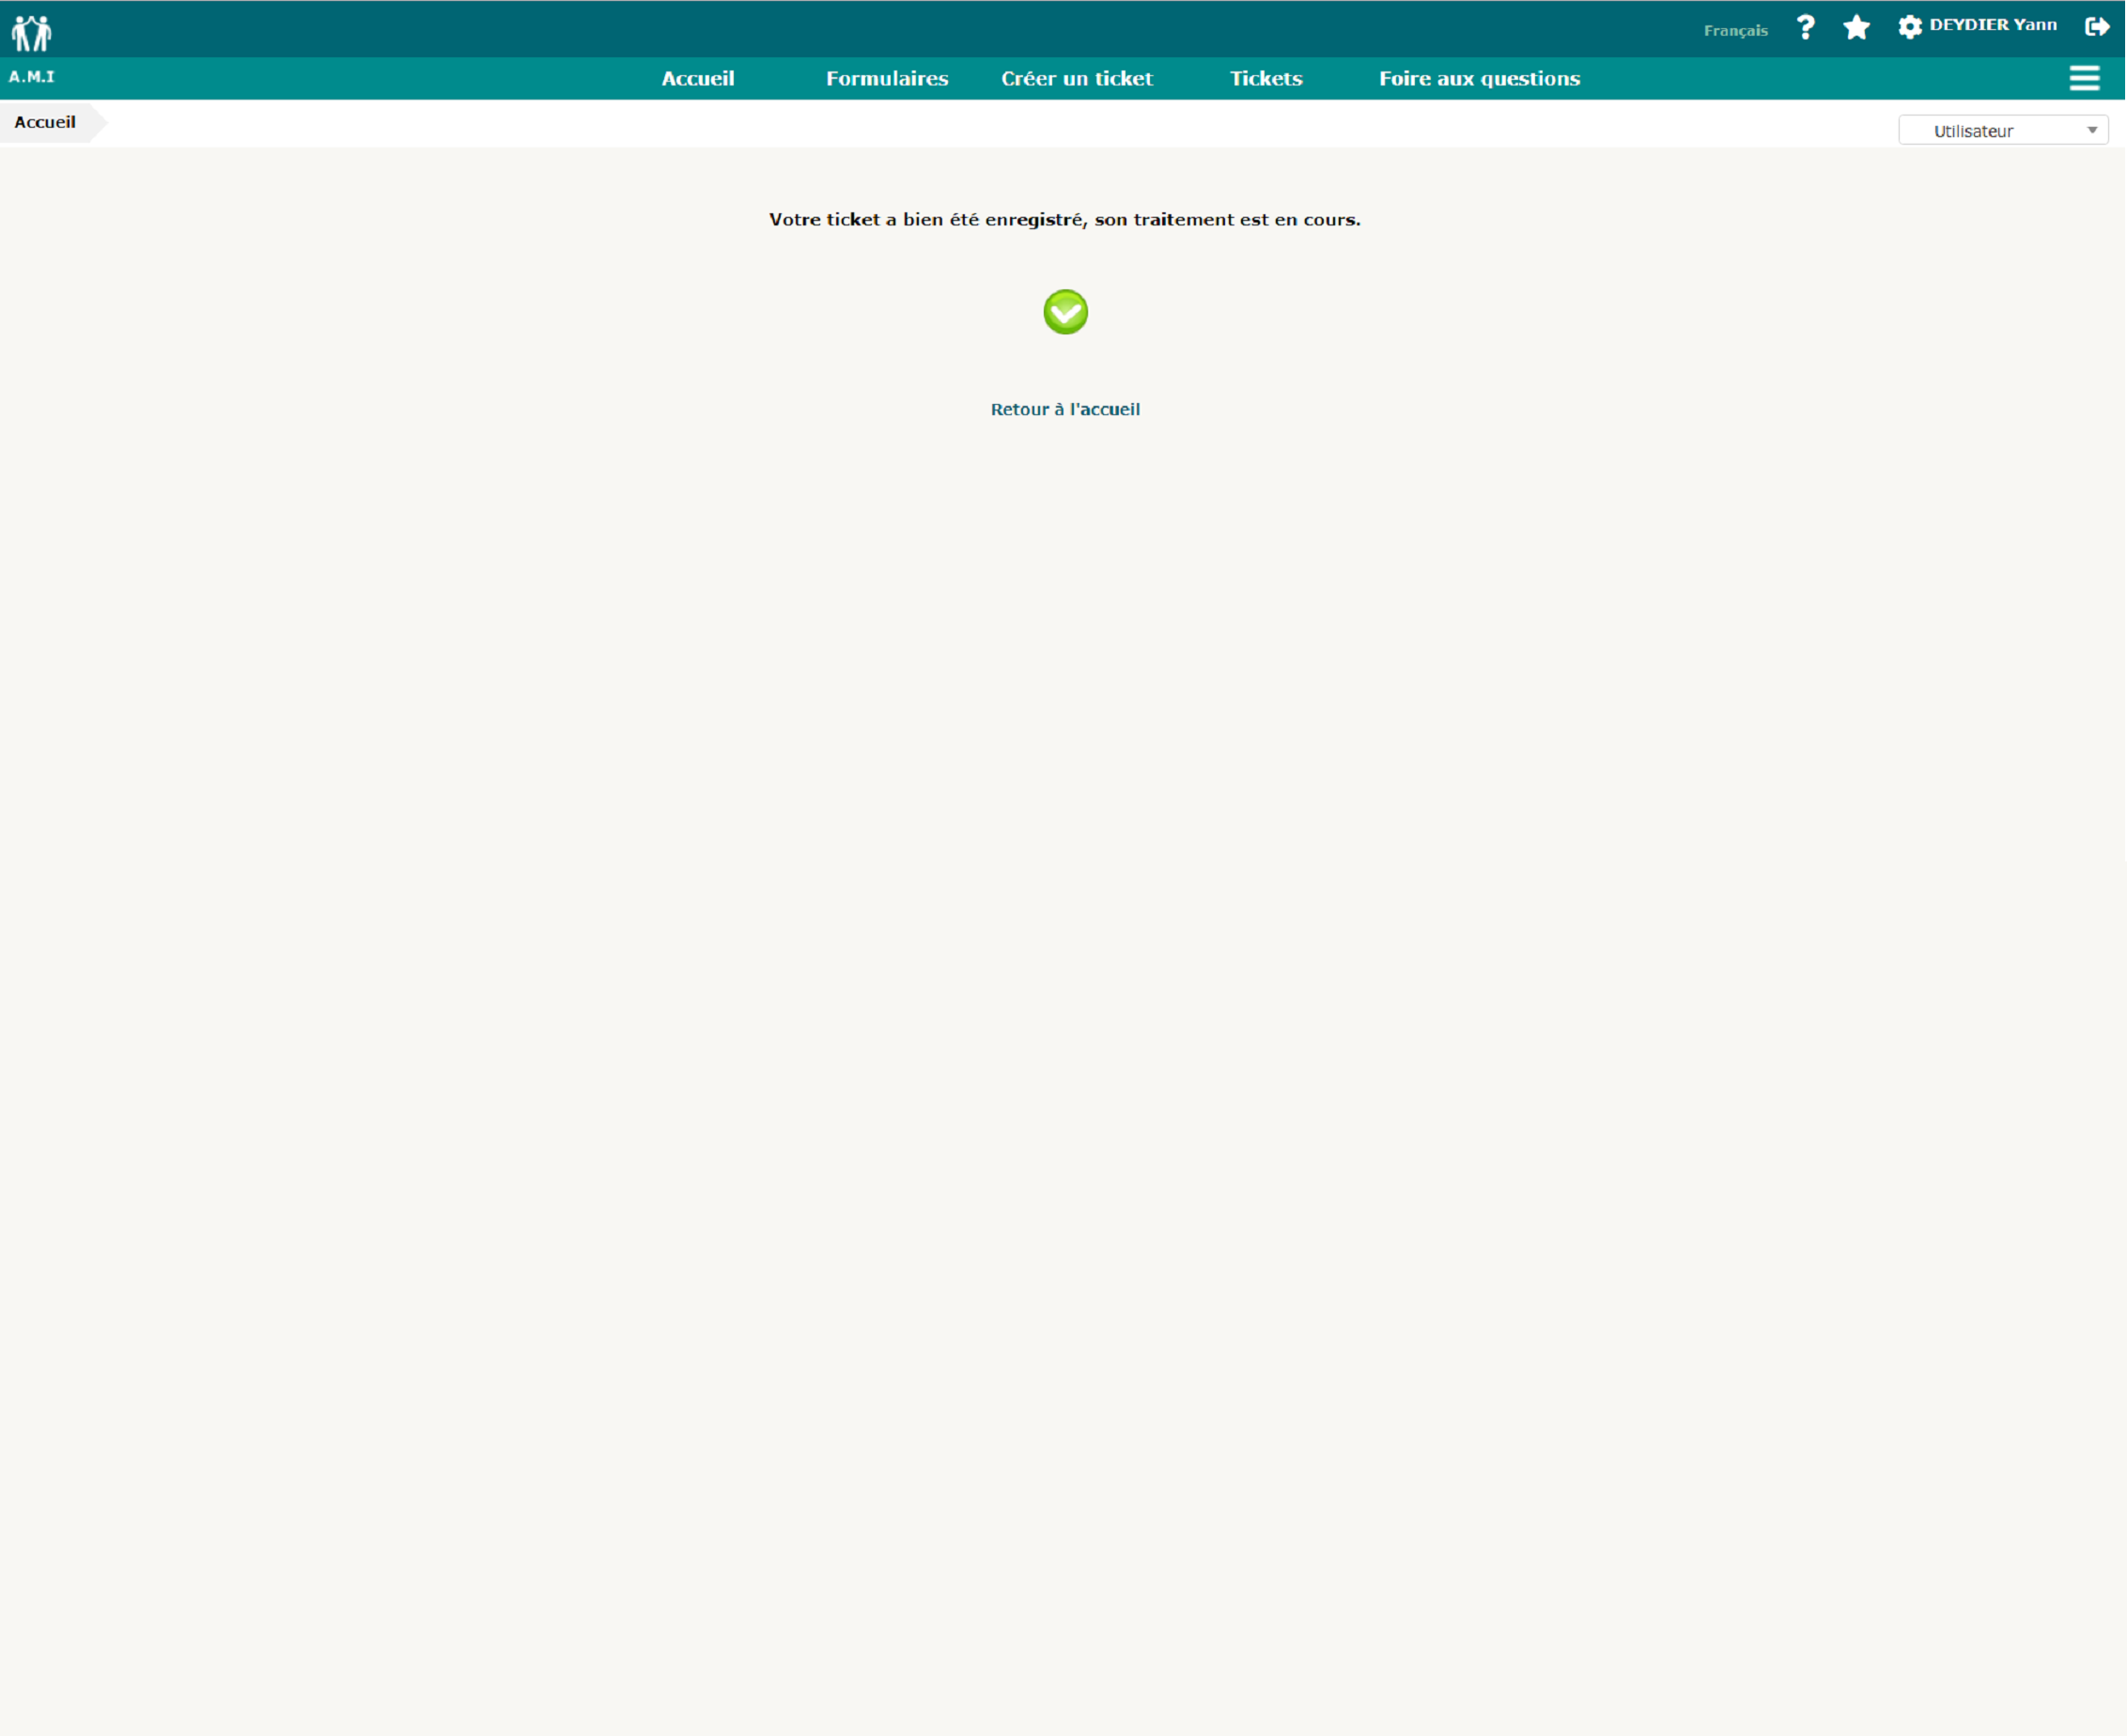 Français ? DEYDIER Yann
A.M.I Accueil Formulaires Créer un ticket Tickets Foire aux questions
Accueil
Utilisateur
Votre ticket a bien été enregistré, son traitement est en cours.
Retour à l'accueil